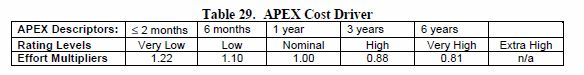 Table 29. APEX Cost Driver
APEX Descriptors: ≤ 2 months 6 months 1 year 3 years 6 years
Rating Levels Very Low Low Nominal High Very High Extra High
Effort Multipliers 1.22 1.10 1.00 0.88 0.81 n/a